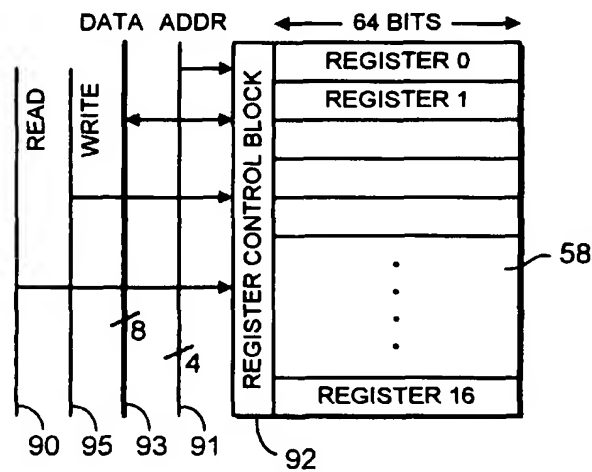 DATA ADDR
64 BITS
READ
WRITE
REGISTER CONTROL BLOCK
REGISTER 0
REGISTER 1
58
8
4
REGISTER 16
90
95
93
91
92